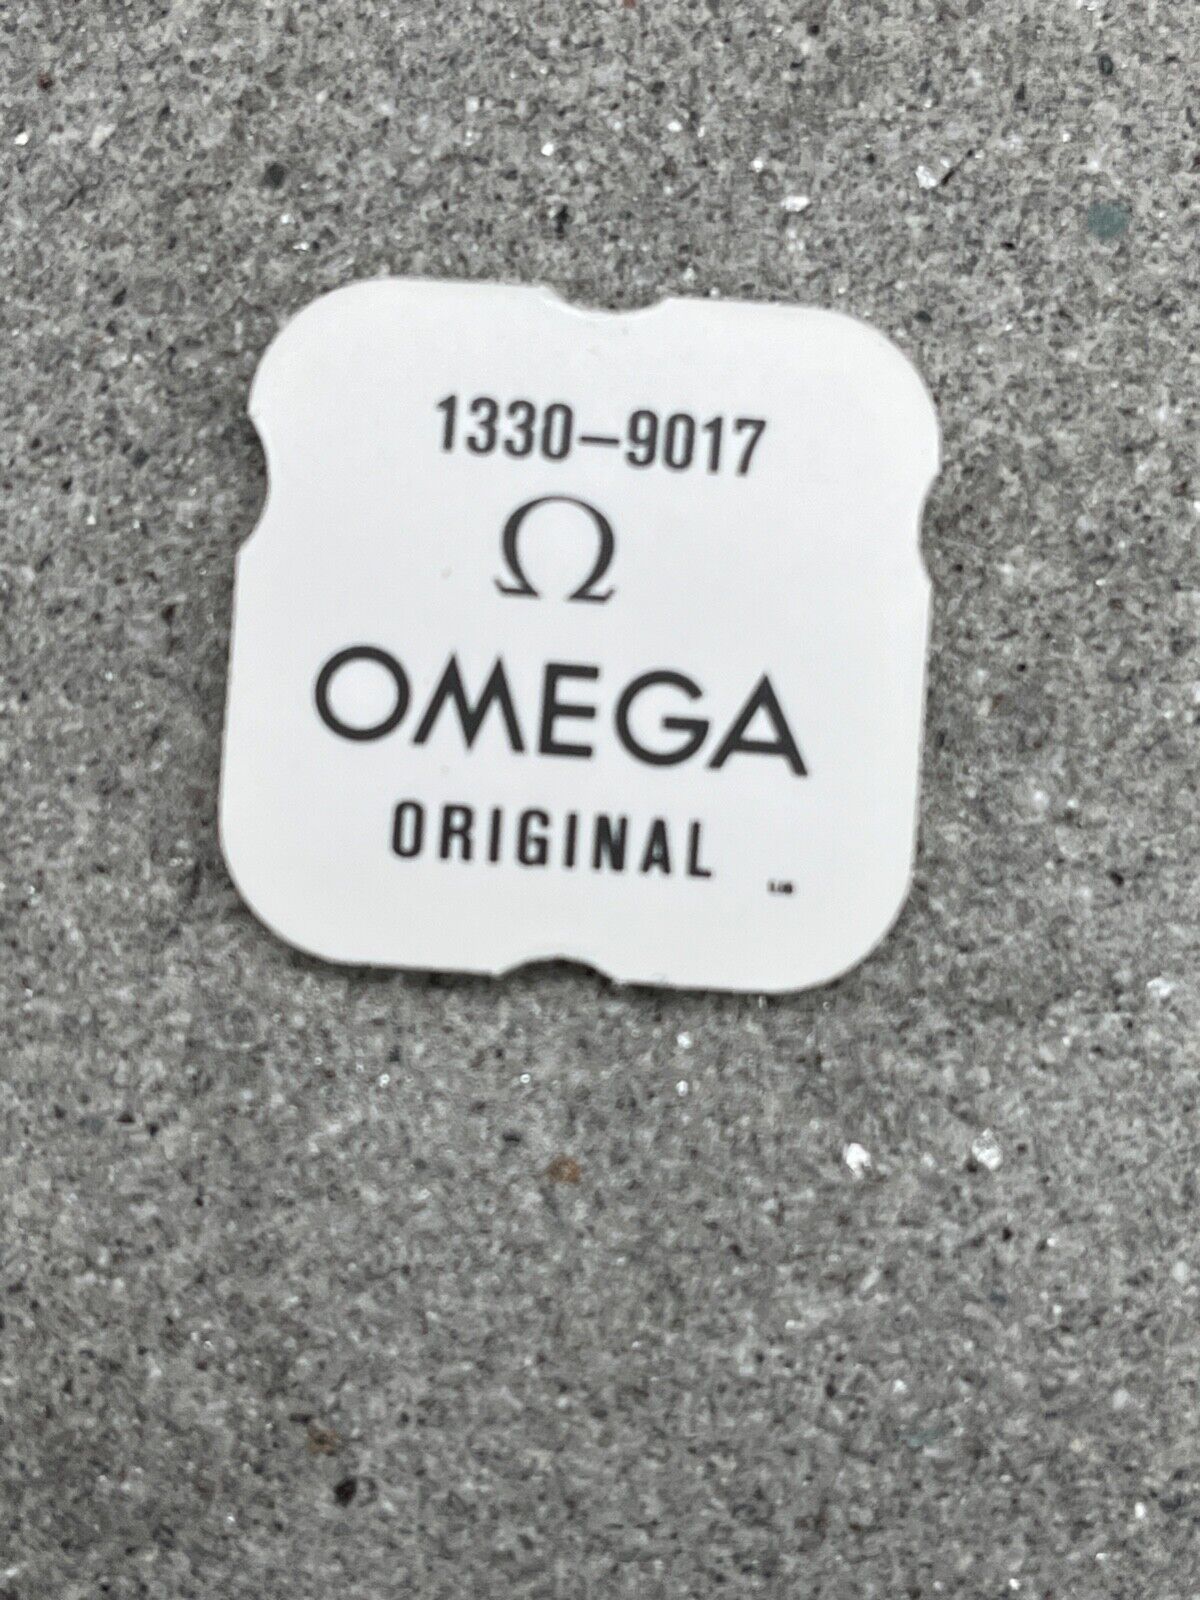 1330-9017
Ω
OMEGA
ORIGINAL